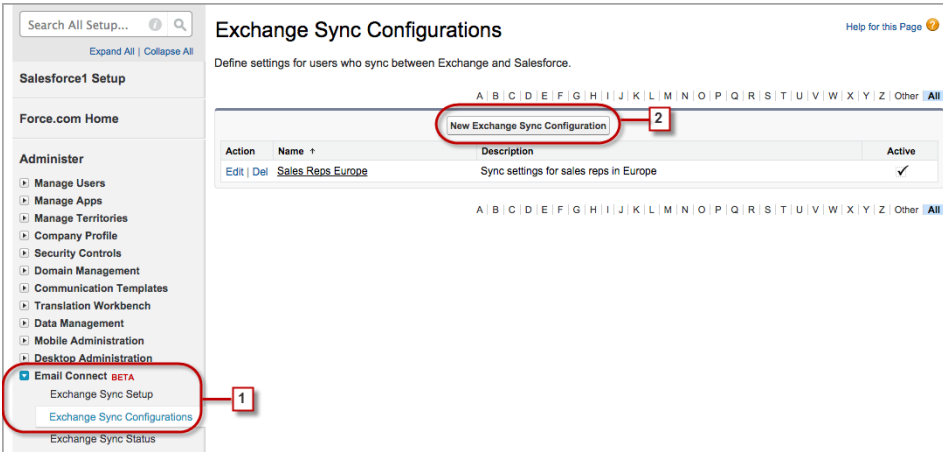 Search All Setup...
Expand All | Collapse All
Salesforce1 Setup
Force.com Home
Administer
Manage Users
Manage Apps
Manage Territories
Company Profile
Security Controls
Domain Management
Communication Templates
Translation Workbench
Data Management
Mobile Administration
Desktop Administration
Email Connect BETA
Exchange Sync Setup
Exchange Sync Configurations
Exchange Sync Status
1
Exchange Sync Configurations
Help for this Page ?
Define settings for users who sync between Exchange and Salesforce.
A | B | C | D | E | F | G | H | I | J | K | L | M | N | O | P | Q | R | S | T | U | V | W | X | Y | Z | Other All
New Exchange Sync Configuration
2
Action Name ↑ Description Active
Edit | Del Sales Reps Europe Sync settings for sales reps in Europe ✓
A | B | C | D | E | F | G | H | I | J | K | L | M | N | O | P | Q | R | S | T | U | V | W | X | Y | Z | Other All